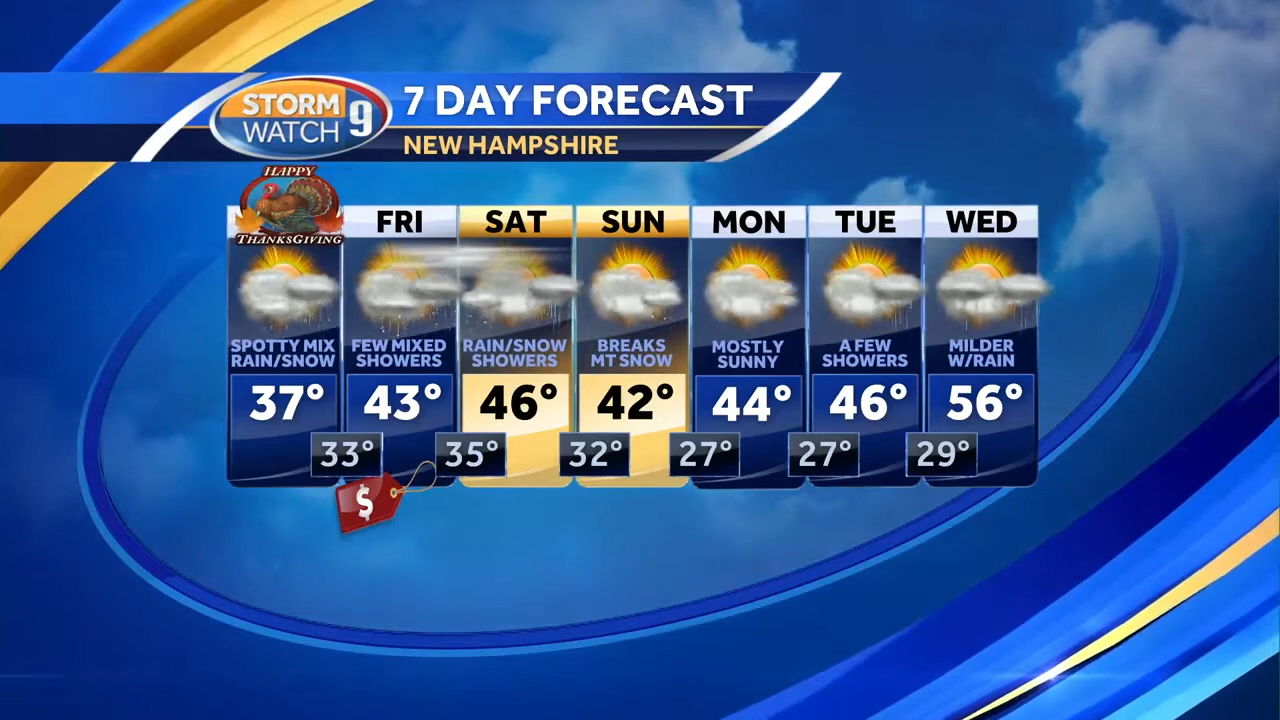 STORM
WATCH 9
7 DAY FORECAST
NEW HAMPSHIRE
HAPPY
THANKSGIVING
FRI
SAT
SUN
MON
TUE
WED
SPOTTY MIX
RAIN/SNOW
FEW MIXED
SHOWERS
RAIN/SNOW
SHOWERS
BREAKS
MT SNOW
MOSTLY
SUNNY
A FEW
SHOWERS
MILDER
W/RAIN
37°
43°
46°
42°
44°
46°
56°
33°
35°
32°
27°
27°
29°
$